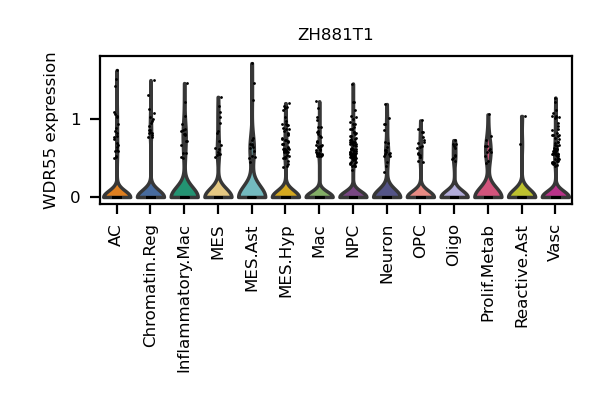 ZH881T1
WDR55 expression
1
0
AC
Chromatin.Reg
Inflammatory.Mac
MES
MES.Ast
MES.Hyp
Mac
NPC
Neuron
OPC
Oligo
Prolif.Metab
Reactive.Ast
Vasc